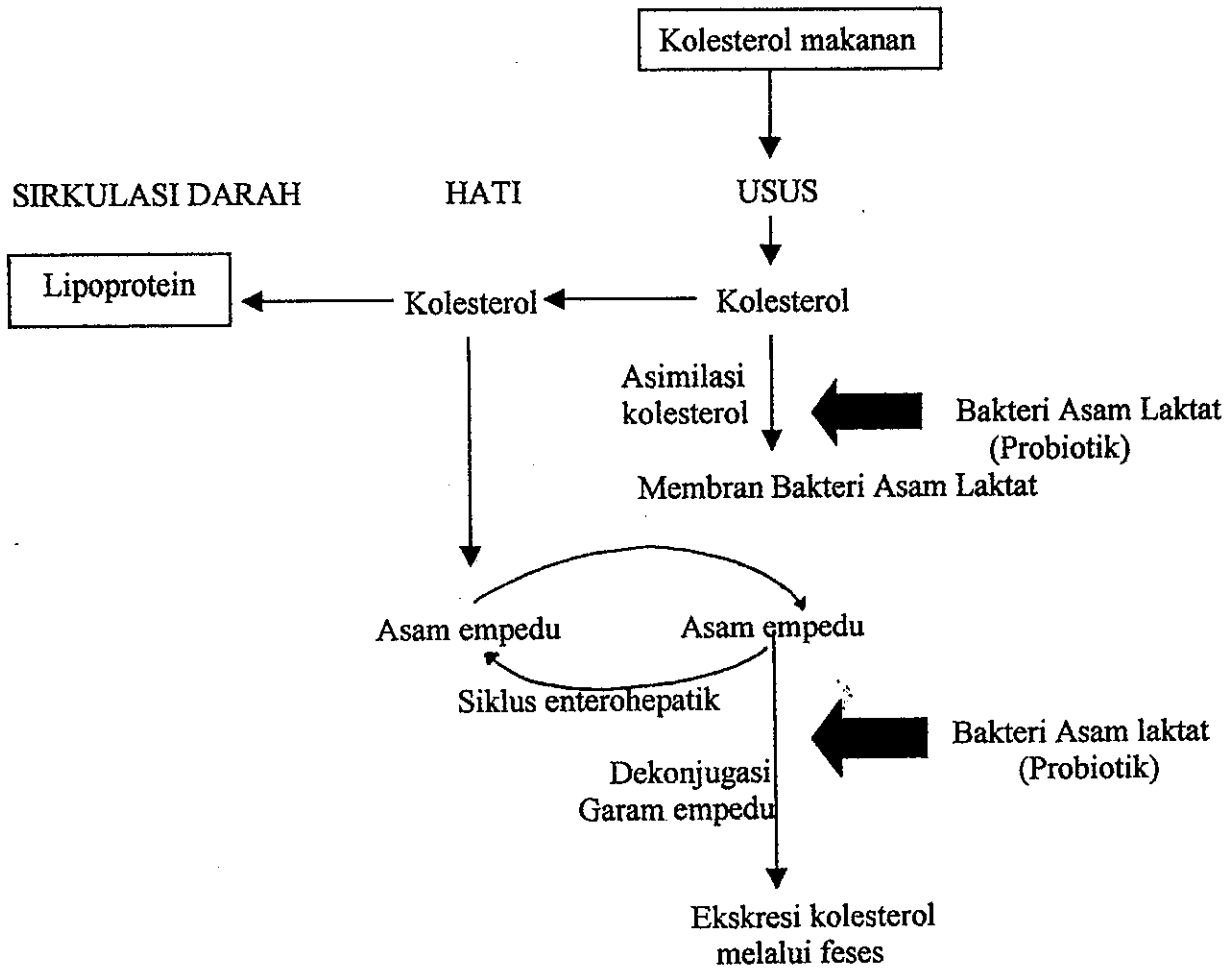 Kolesterol makanan
SIRKULASI DARAH
HATI
USUS
Lipoprotein
Kolesterol
Kolesterol
Asimilasi
kolesterol
Bakteri Asam Laktat
(Probiotik)
Membran Bakteri Asam Laktat
Asam empedu
Asam empedu
Siklus enterohepatik
Bakteri Asam laktat
(Probiotik)
Dekonjugasi
Garam empedu
Ekskresi kolesterol
melalui feses